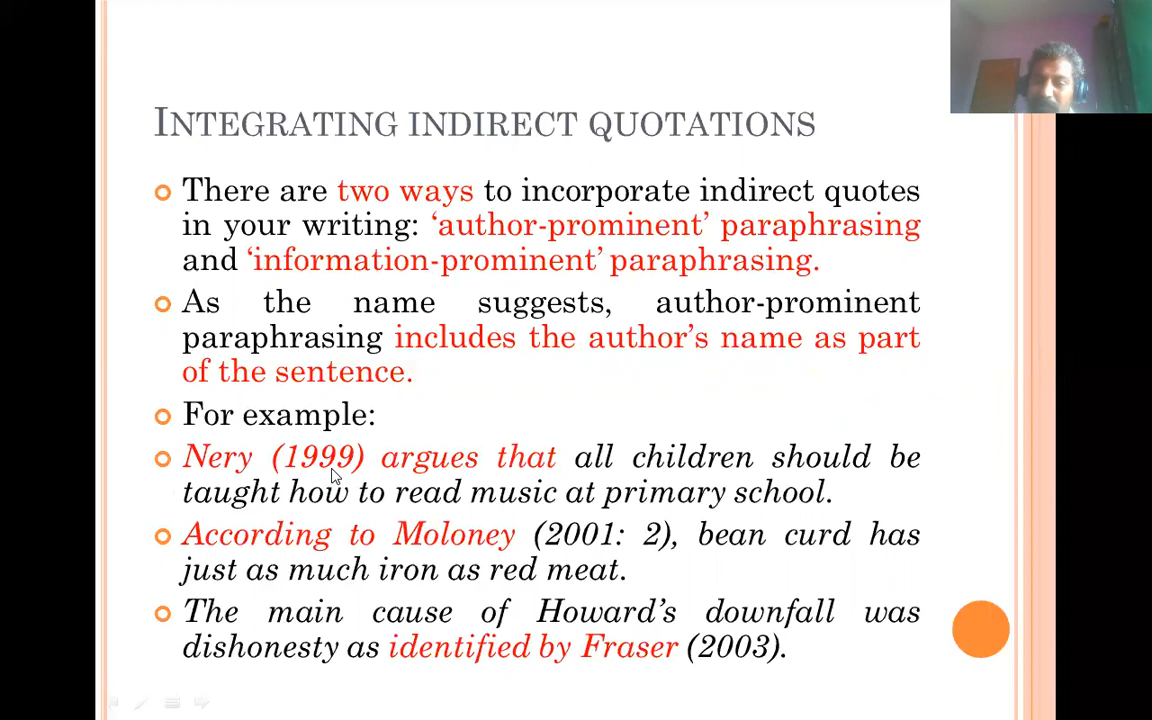 INTEGRATING INDIRECT QUOTATIONS
There are two ways to incorporate indirect quotes
in your writing: ‘author-prominent’ paraphrasing
and ‘information-prominent’ paraphrasing.
As the name suggests, author-prominent
paraphrasing includes the author’s name as part
of the sentence.
For example:
Nery (1999) argues that all children should be
taught how to read music at primary school.
According to Moloney (2001: 2), bean curd has
just as much iron as red meat.
The main cause of Howard’s downfall was
dishonesty as identified by Fraser (2003).